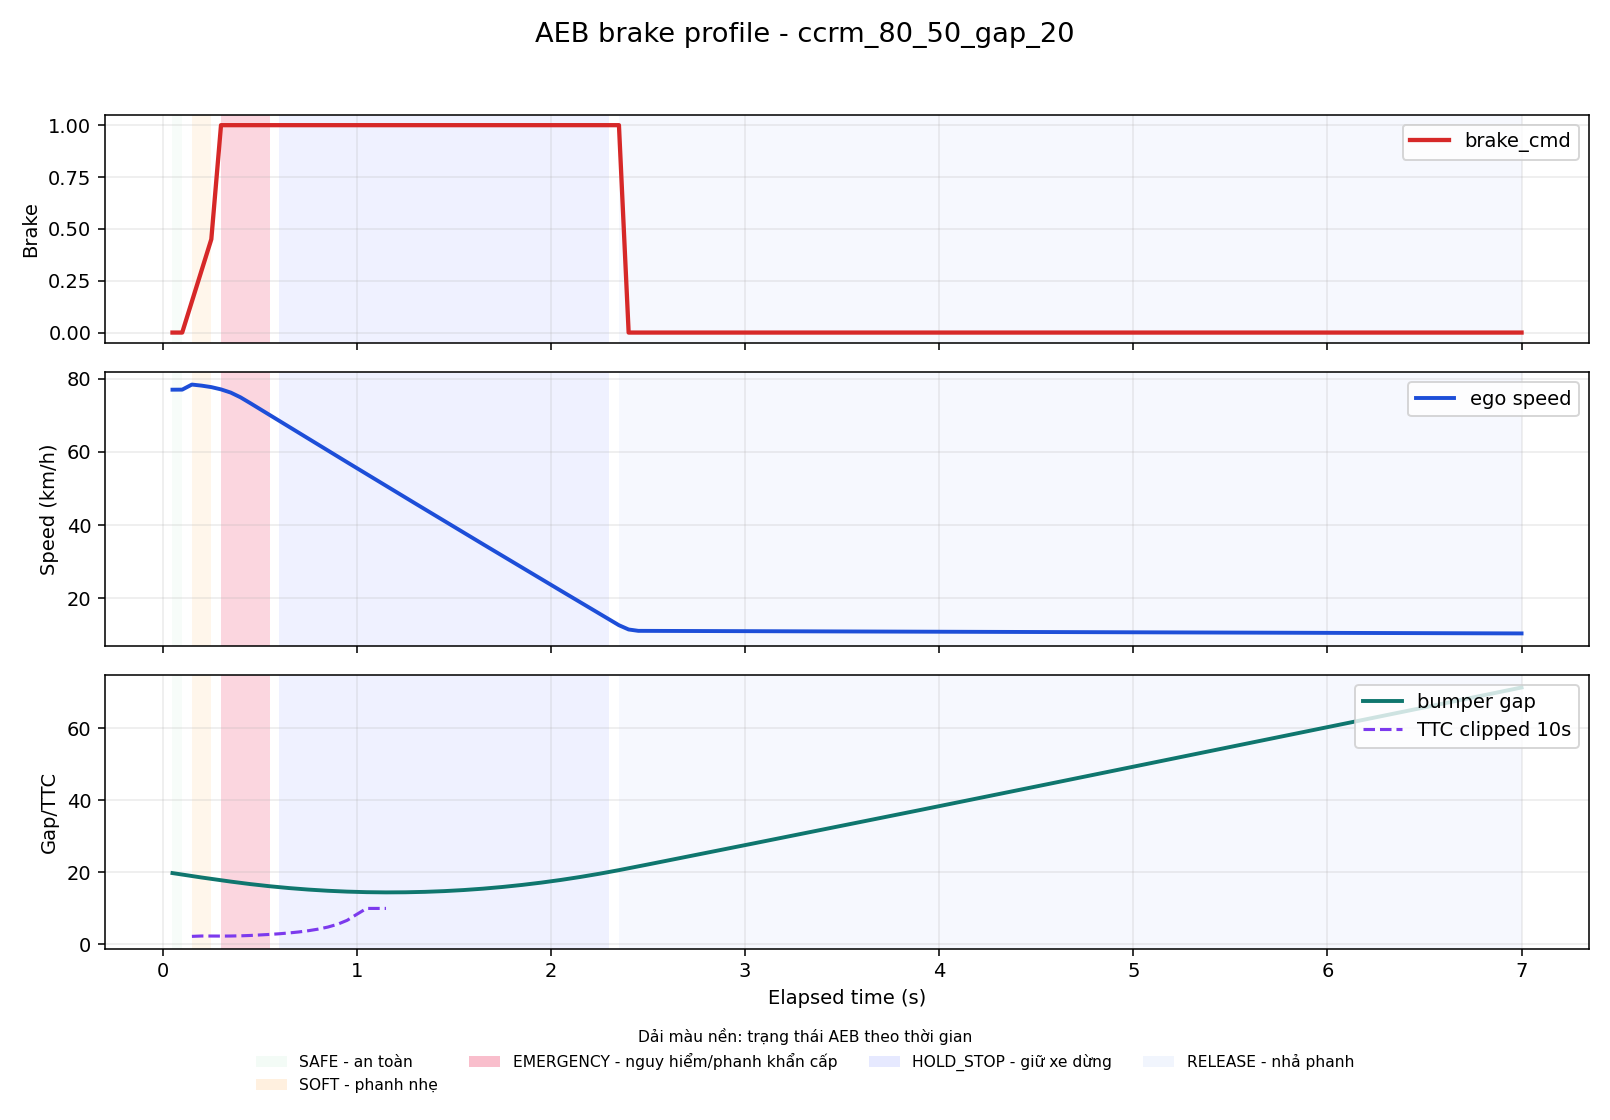 AEB brake profile - ccrm_80_50_gap_20
1.00
0.75
0.50
0.25
0.00
Brake
brake_cmd
80
60
40
20
Speed (km/h)
ego speed
60
40
20
0
Gap/TTC
bumper gap
TTC clipped 10s
0 1 2 3 4 5 6 7
Elapsed time (s)
Dải màu nền: trạng thái AEB theo thời gian
SAFE - an toàn EMERGENCY - nguy hiểm/phanh khẩn cấp HOLD_STOP - giữ xe dừng RELEASE - nhả phanh
SOFT - phanh nhẹ